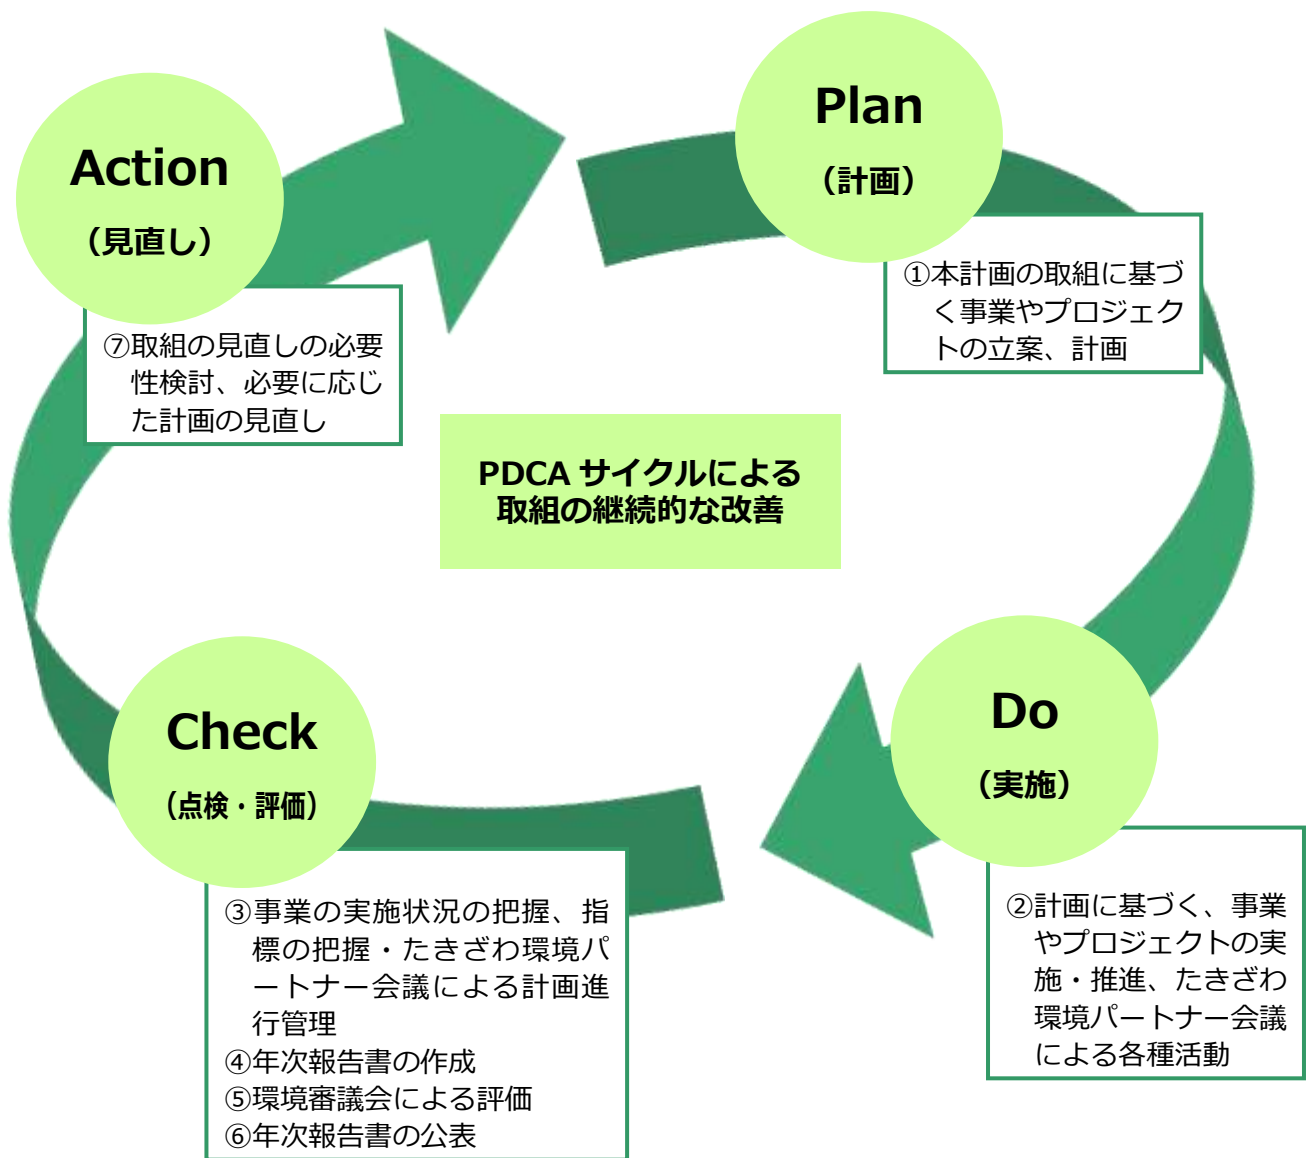 Plan
（計画）
①本計画の取組に基づ
く事業やプロジェク
トの立案、計画
Do
（実施）
②計画に基づく、事業
やプロジェクトの実
施・推進、たきざわ
環境パートナー会議
による各種活動
Check
（点検・評価）
③事業の実施状況の把握、指
標の把握・たきざわ環境パ
ートナー会議による計画進
行管理
④年次報告書の作成
⑤環境審議会による評価
⑥年次報告書の公表
Action
（見直し）
⑦取組の見直しの必要
性検討、必要に応じ
た計画の見直し
PDCA サイクルによる
取組の継続的な改善